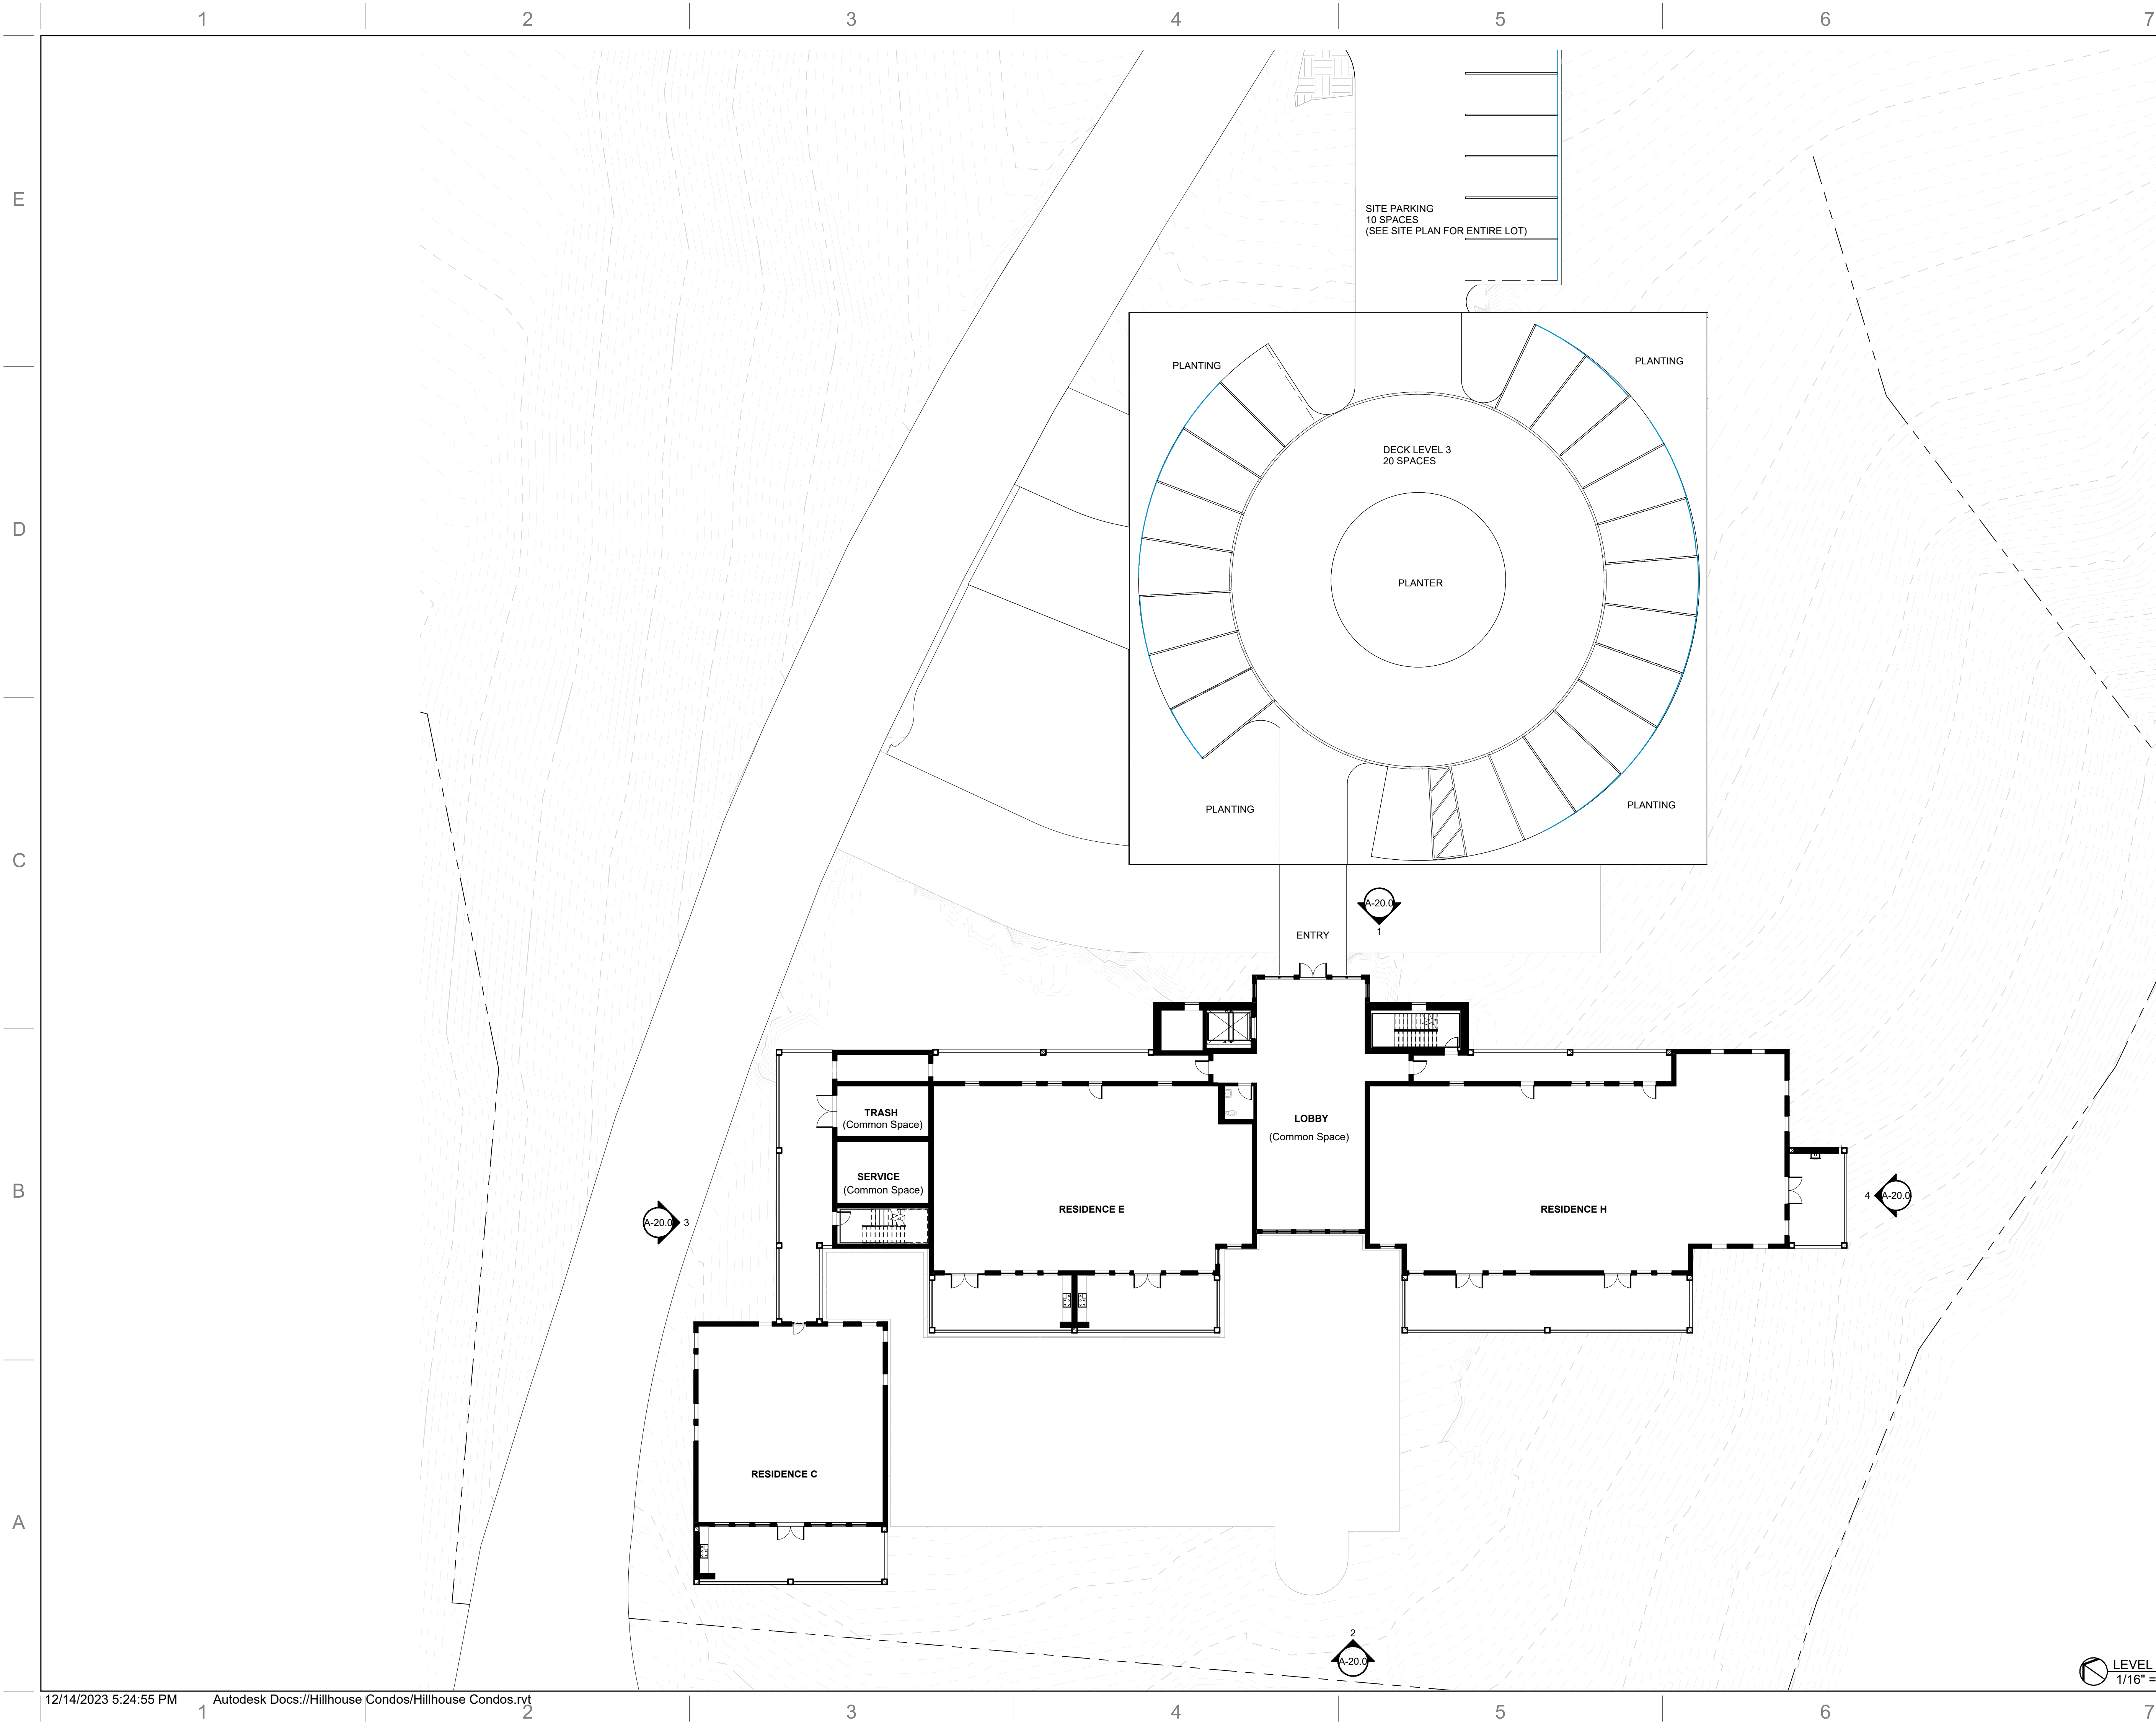 1 2 3 4 5 6 7
E
SITE PARKING
10 SPACES
(SEE SITE PLAN FOR ENTIRE LOT)
PLANTING
PLANTING
DECK LEVEL 3
20 SPACES
D
PLANTER
PLANTING
PLANTING
C
A-20.0
1
ENTRY
TRASH
(Common Space)
LOBBY
(Common Space)
SERVICE
(Common Space)
B
RESIDENCE E
RESIDENCE H
4 A-20.0
A-20.0 3
RESIDENCE C
A
2
A-20.0
LEVEL
1/16" =
12/14/2023 5:24:55 PM Autodesk Docs://Hillhouse Condos/Hillhouse Condos.rvt
1 2 3 4 5 6 7